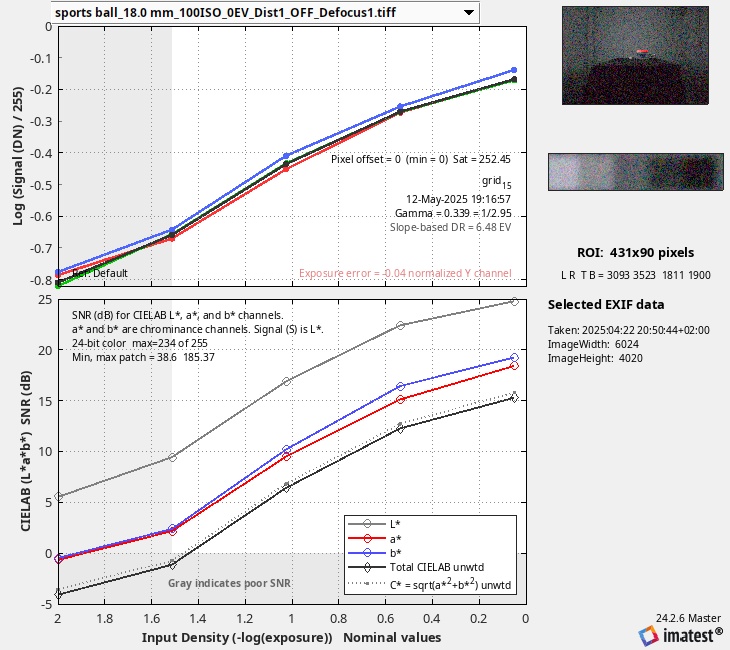 sports ball_18.0 mm_100ISO_0EV_Dist1_OFF_Defocus1.tiff
0
-0.1
-0.2
-0.3
-0.4
-0.5
-0.6
-0.7
-0.8
Log (Signal (DN) / 255)
Pixel offset = 0 (min = 0) Sat = 252.45
grid15
12-May-2025 19:16:57
Gamma = 0.339 = 1/2.95
Slope-based DR = 6.48 EV
Ref: Default
Exposure error = -0.04 normalized Y channel
ROI: 431x90 pixels
L R T B = 3093 3523 1811 1900
Selected EXIF data
Taken: 2025:04:22 20:50:44+02:00
ImageWidth: 6024
ImageHeight: 4020
25
20
15
10
5
0
-5
CIELAB (L*a*b*) SNR (dB)
SNR (dB) for CIELAB L*, a*, and b* channels.
a* and b* are chrominance channels. Signal (S) is L*.
24-bit color max=234 of 255
Min, max patch = 38.6 185.37
L*
a*
b*
Total CIELAB unwtd
C* = sqrt(a*2+b*2) unwtd
Gray indicates poor SNR
2 1.8 1.6 1.4 1.2 1 0.8 0.6 0.4 0.2 0
Input Density (-log(exposure)) Nominal values
24.2.6 Master
imatest®